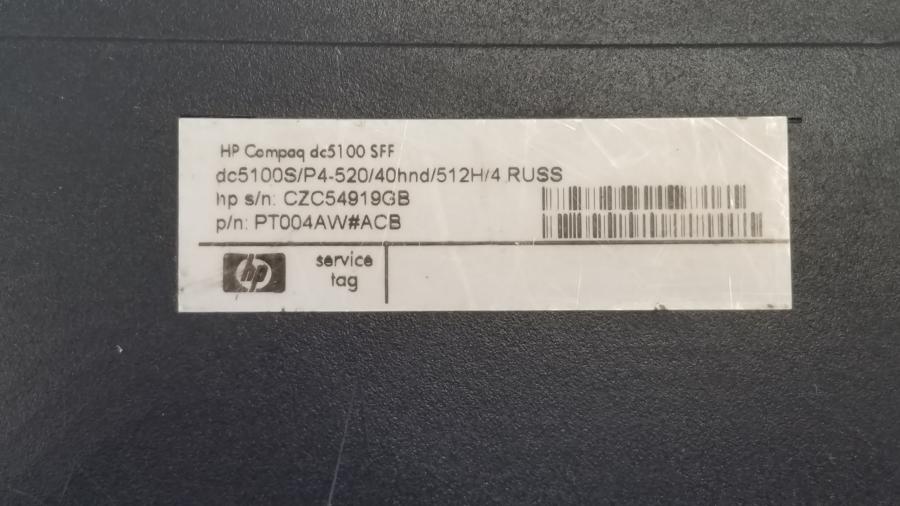 HP Compaq dc5100 SFF
dc5100S/P4-520/40hnd/512H/4 RUSS
hp s/n: CZC54919GB
p/n: PT004AW#ACB
hp
service
tag